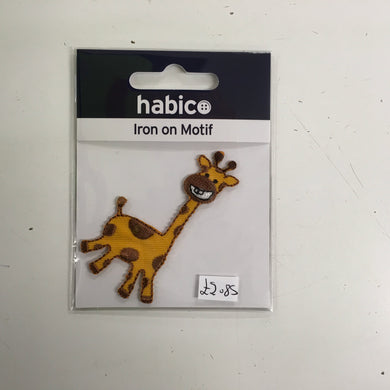 habico
Iron on Motif
£2.85